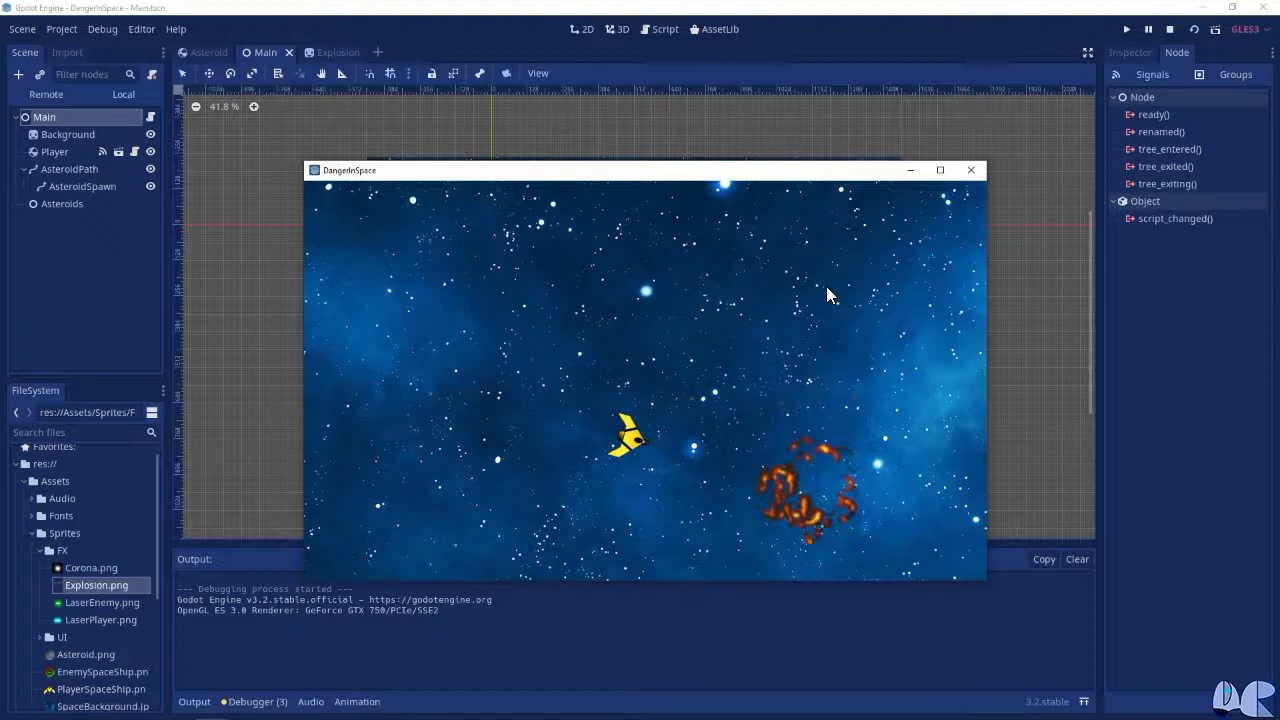 Godot Engine - DangerInSpace - Main.tscn
Scene Project Debug Editor Help
2D 3D Script AssetLib
GLES3
Scene Import
Asteroid Main Explosion
Inspector Node
Filter nodes
View
Signals Groups
Remote Local
41.8 %
Node
Main
ready()
Background
renamed()
Player
tree_entered()
AsteroidPath
tree_exited()
AsteroidSpawn
tree_exiting()
Asteroids
Object
script_changed()
DangerInSpace
FileSystem
res://Assets/Sprites/F
Search files
Favorites:
res://
Assets
Audio
Fonts
Sprites
FX
Corona.png
Explosion.png
LaserEnemy.png
LaserPlayer.png
UI
Asteroid.png
EnemySpaceShip.pn
PlayerSpaceShip.pn
SpaceBackground.jp
Output:
Copy Clear
--- Debugging process started ---
Godot Engine v3.2.stable.official - https://godotengine.org
OpenGL ES 3.0 Renderer: GeForce GTX 750/PCIe/SSE2
Output Debugger (3) Audio Animation
3.2.stable